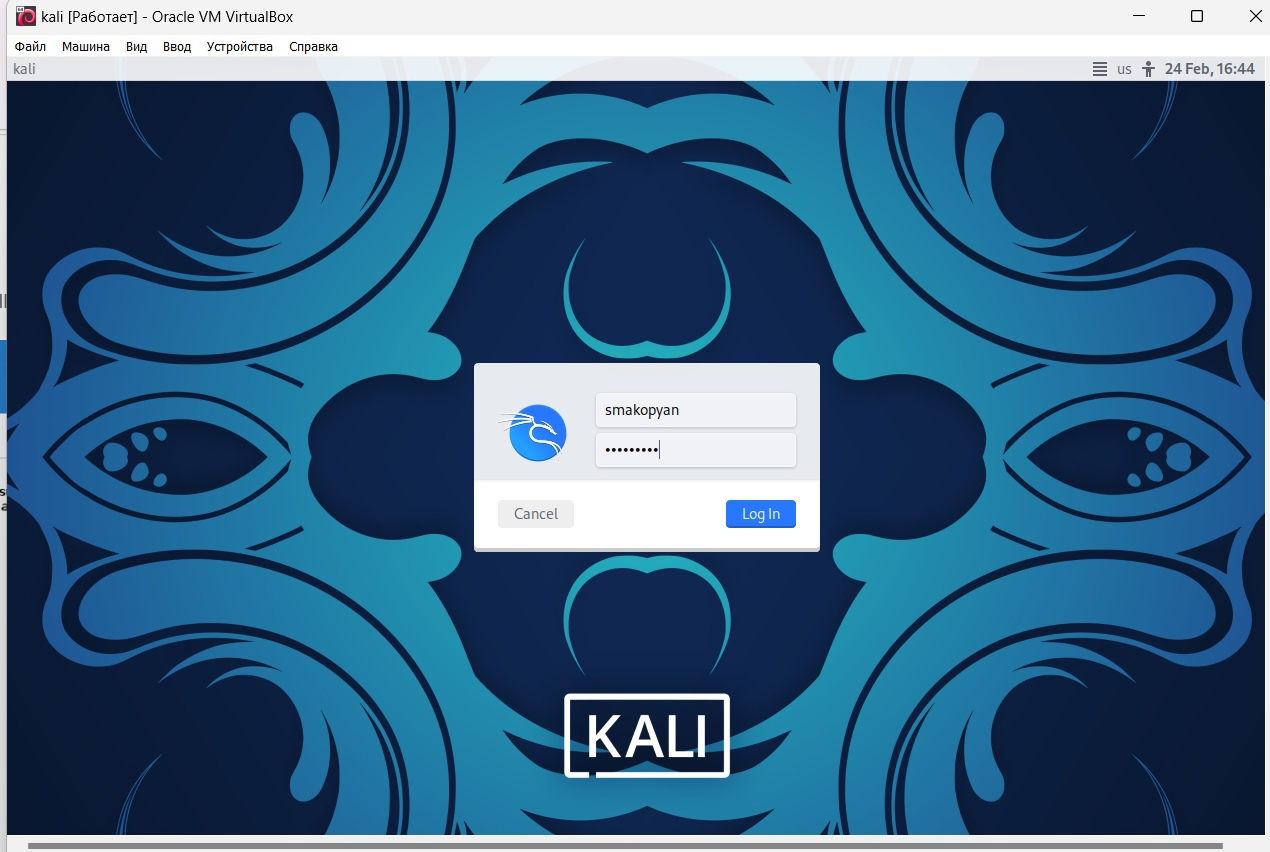 kali [Работает] - Oracle VM VirtualBox
Файл Машина Вид Ввод Устройства Справка
kali us 24 Feb, 16:44
smakopyan
•••••••••
Cancel Log In
KALI